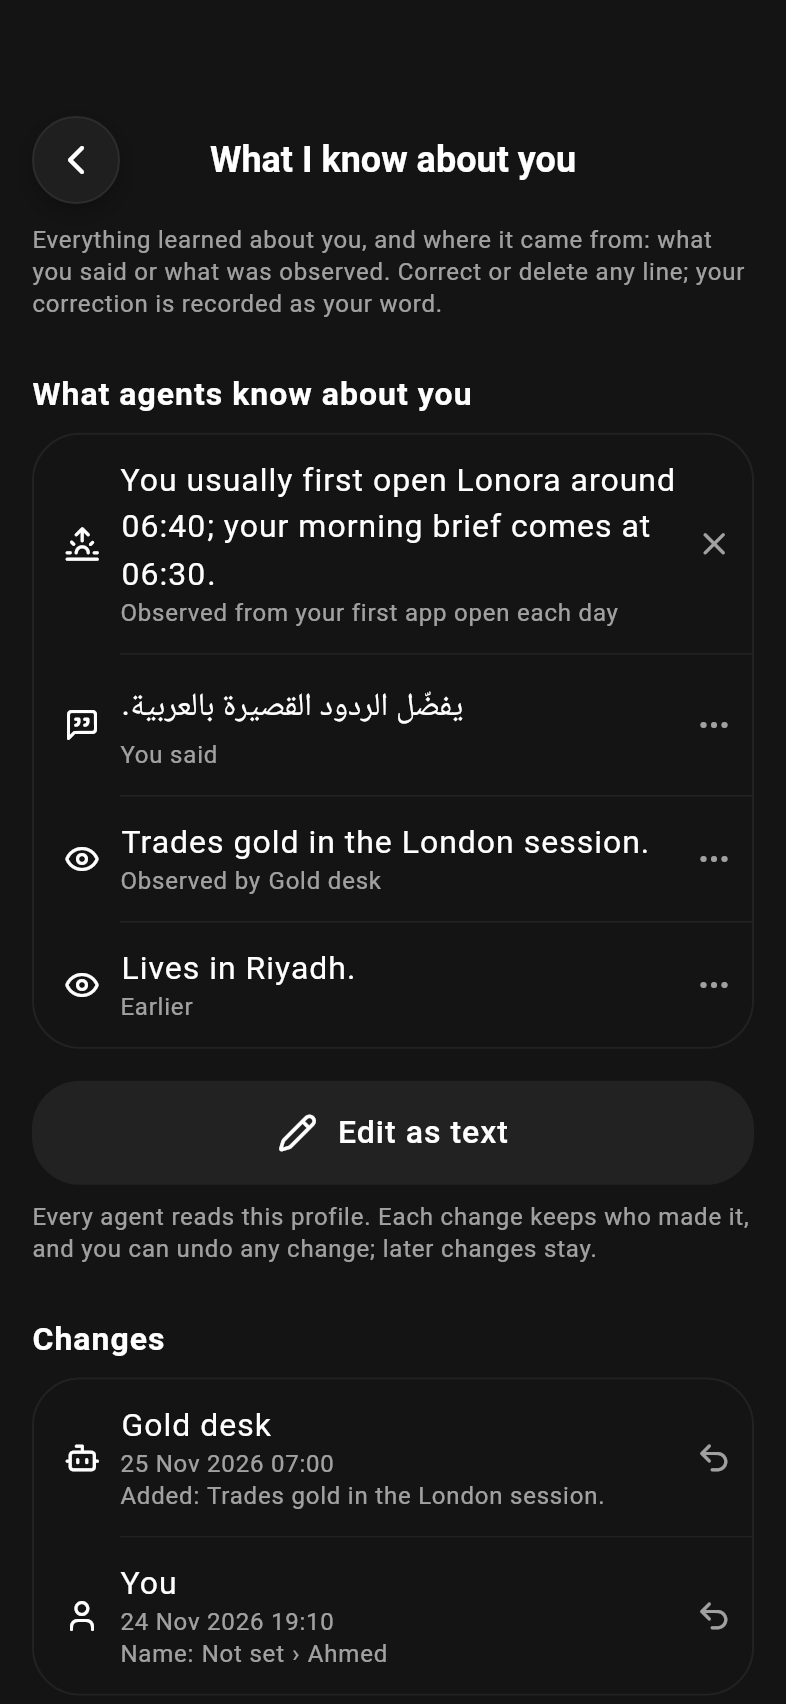 What I know about you
Everything learned about you, and where it came from: what
you said or what was observed. Correct or delete any line; your
correction is recorded as your word.
What agents know about you
You usually first open Lonora around
06:40; your morning brief comes at
06:30.
Observed from your first app open each day
يفضّل الردود القصيرة بالعربية.
You said
Trades gold in the London session.
Observed by Gold desk
Lives in Riyadh.
Earlier
Edit as text
Every agent reads this profile. Each change keeps who made it,
and you can undo any change; later changes stay.
Changes
Gold desk
25 Nov 2026 07:00
Added: Trades gold in the London session.
You
24 Nov 2026 19:10
Name: Not set › Ahmed